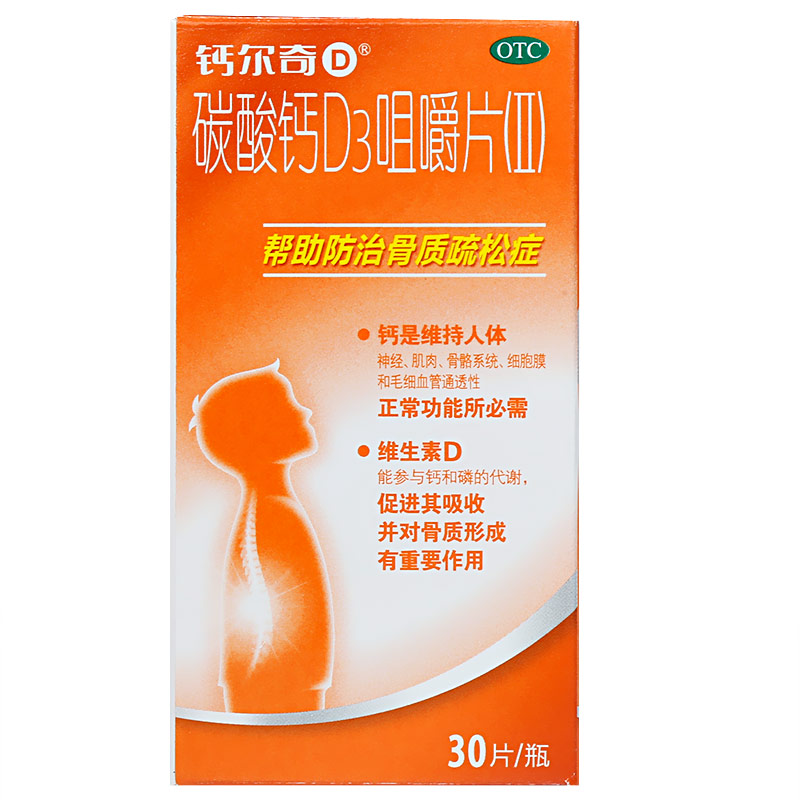 钙尔奇D®
OTC
碳酸钙D3咀嚼片(II)
帮助防治骨质疏松症
● 钙是维持人体
神经、肌肉、骨骼系统、细胞膜
和毛细血管通透性
正常功能所必需
● 维生素D
能参与钙和磷的代谢，
促进其吸收
并对骨质形成
有重要作用
30片/瓶